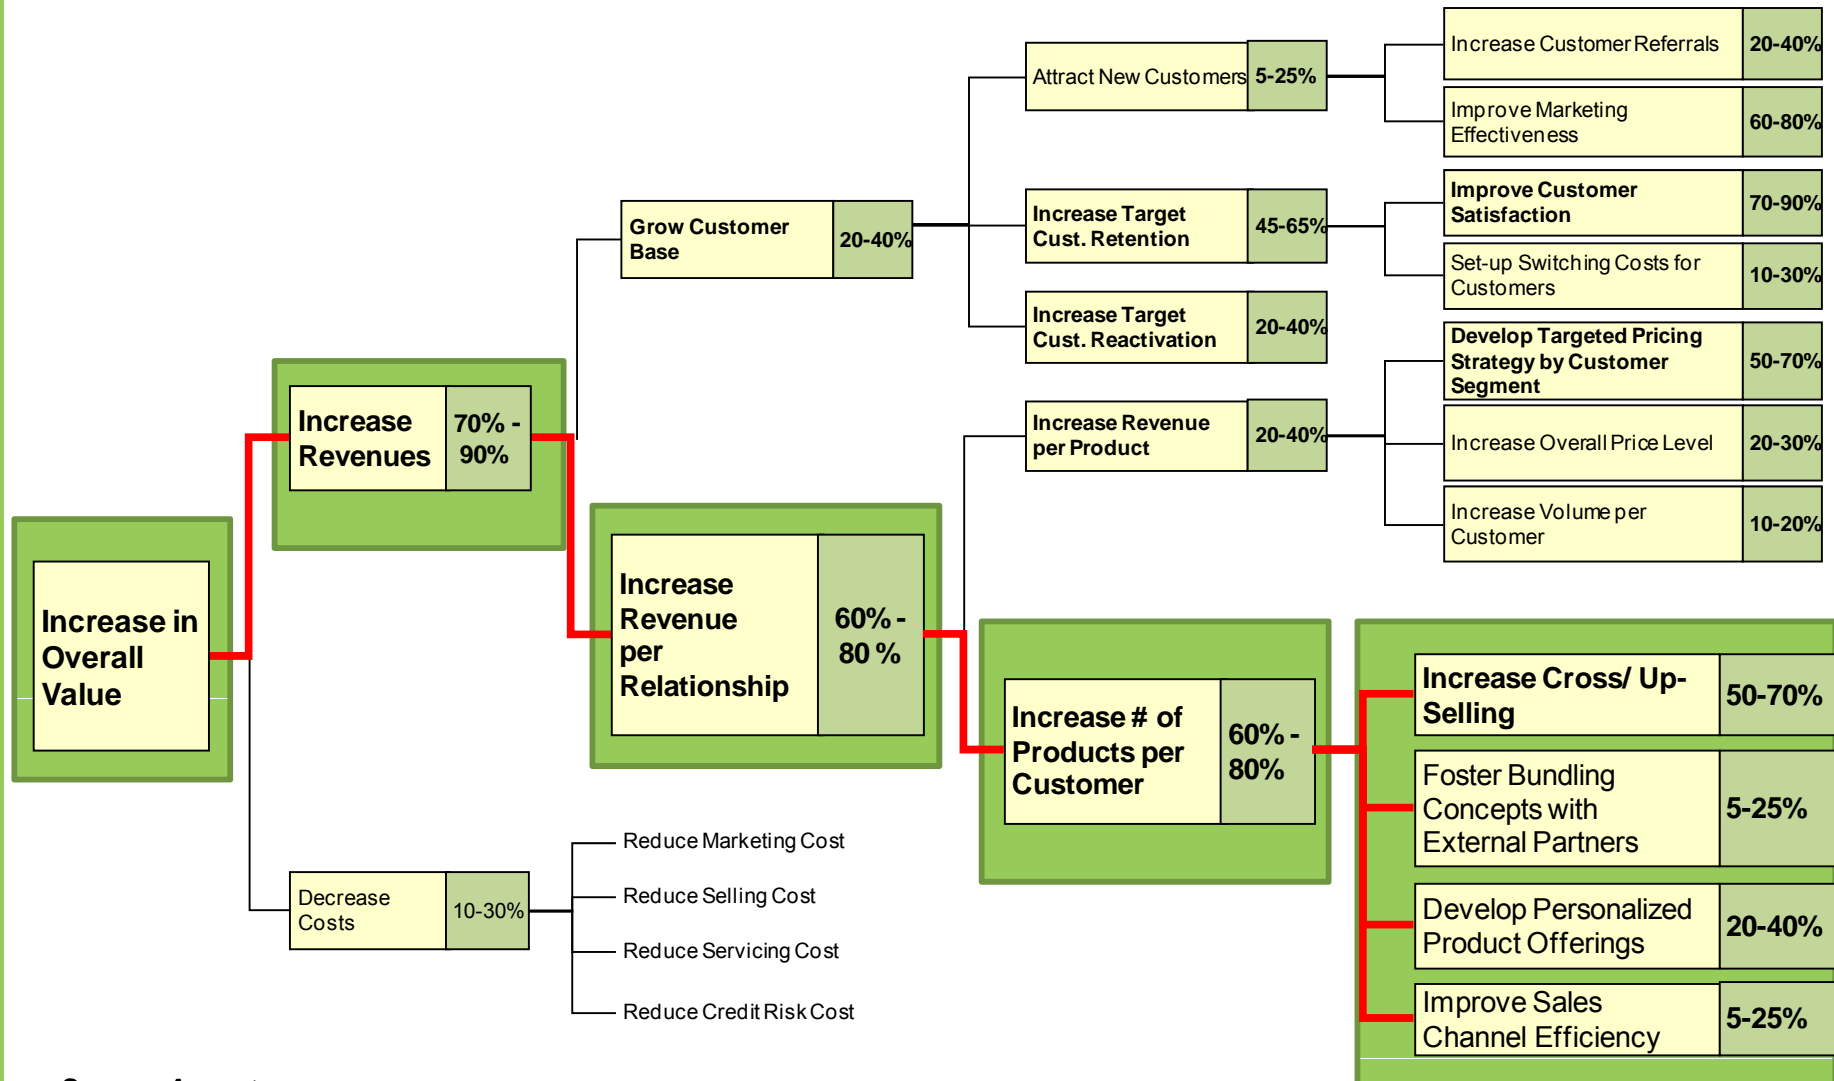 Increase Customer Referrals
20-40%
Attract New Customers
5-25%
Improve Marketing
Effectiveness
60-80%
Improve Customer
Satisfaction
70-90%
Grow Customer
Base
20-40%
Increase Target
Cust. Retention
45-65%
Set-up Switching Costs for
Customers
10-30%
Increase Target
Cust. Reactivation
20-40%
Develop Targeted Pricing
Strategy by Customer
Segment
50-70%
Increase
Revenues
70% -
90%
Increase Revenue
per Product
20-40%
Increase Overall Price Level
20-30%
Increase Volume per
Customer
10-20%
Increase in
Overall
Value
Increase
Revenue
per
Relationship
60% -
80 %
Increase # of
Products per
Customer
60% -
80%
Increase Cross/ Up-
Selling
50-70%
Foster Bundling
Concepts with
External Partners
5-25%
Develop Personalized
Product Offerings
20-40%
Improve Sales
Channel Efficiency
5-25%
Decrease
Costs
10-30%
Reduce Marketing Cost
Reduce Selling Cost
Reduce Servicing Cost
Reduce Credit Risk Cost